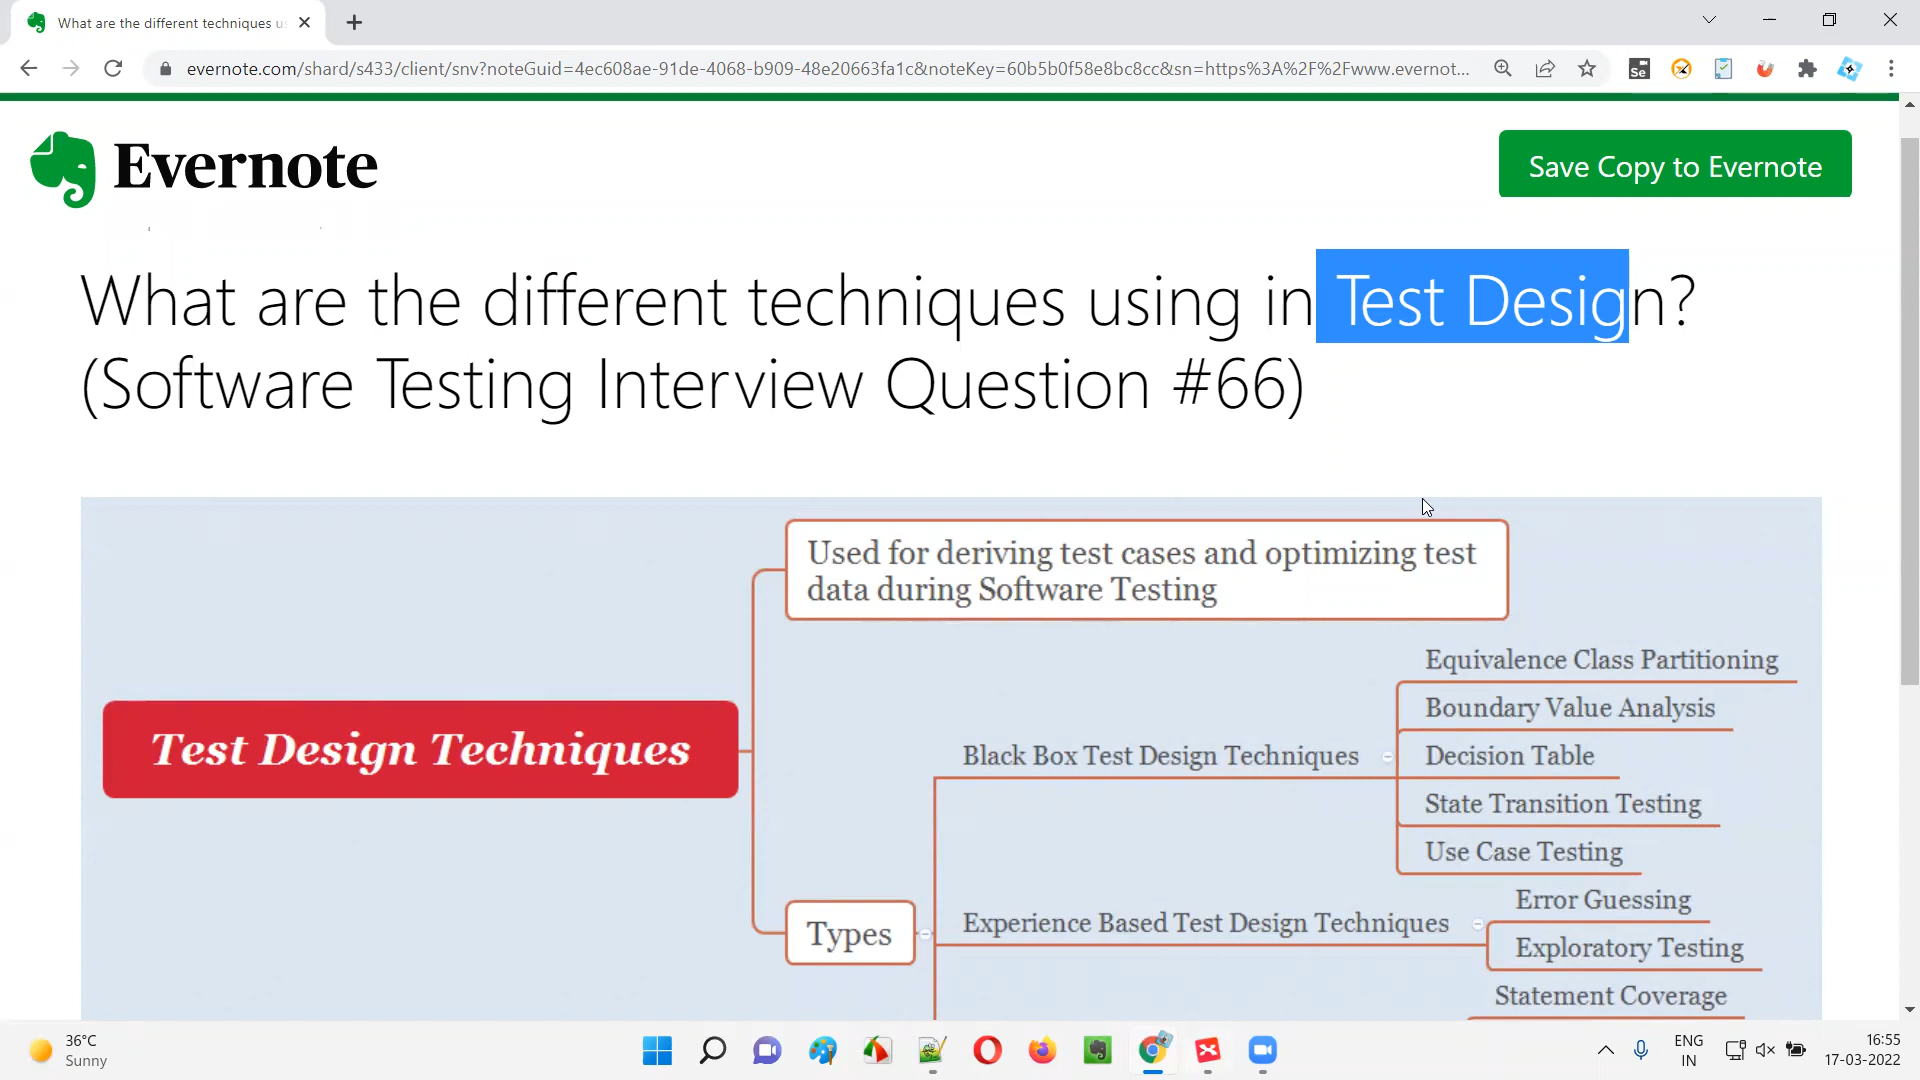 What are the different techniques u
evernote.com/shard/s433/client/snv?noteGuid=4ec608ae-91de-4068-b909-48e20663fa1c&noteKey=60b5b0f58e8bc8cc&sn=https%3A%2F%2Fwww.evernot...
Se
Evernote
Save Copy to Evernote
What are the different techniques using in Test Design?
(Software Testing Interview Question #66)
Used for deriving test cases and optimizing test
data during Software Testing
Equivalence Class Partitioning
Boundary Value Analysis
Test Design Techniques
Black Box Test Design Techniques
Decision Table
State Transition Testing
Use Case Testing
Error Guessing
Types
Experience Based Test Design Techniques
Exploratory Testing
Statement Coverage
36°C
Sunny
ENG
IN
16:55
17-03-2022